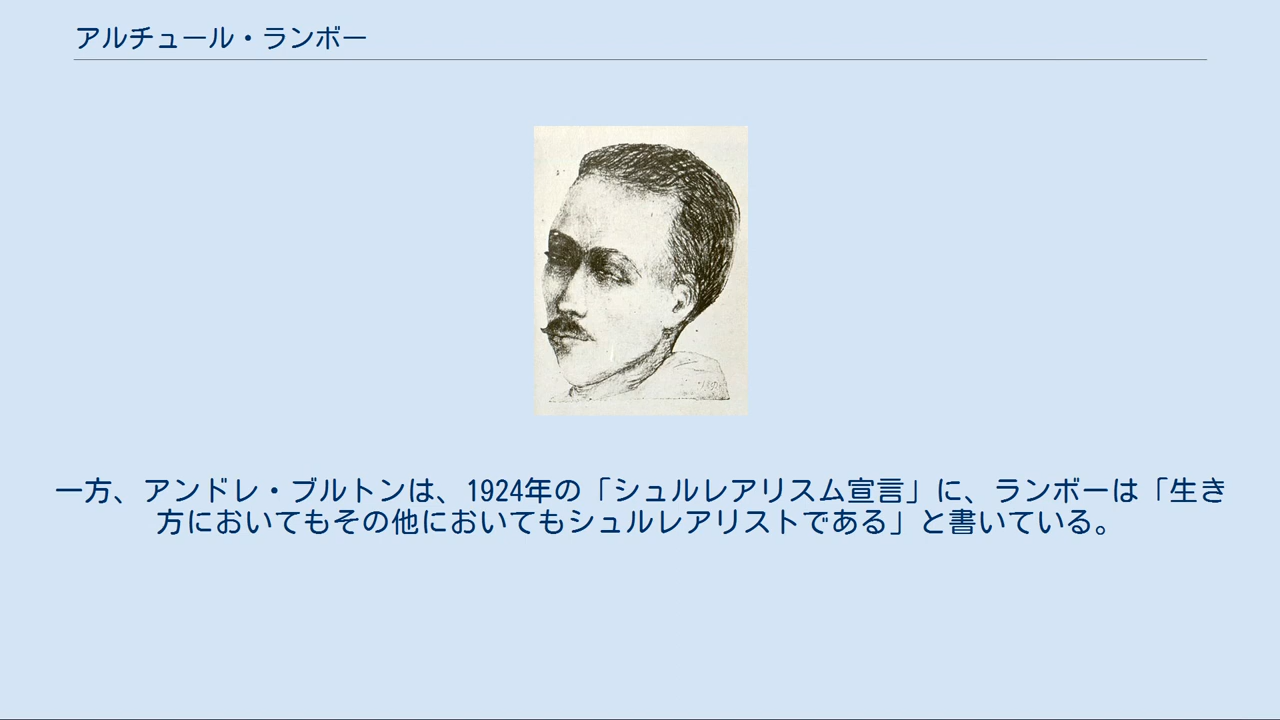 アルチュール・ランボー
一方、アンドレ・ブルトンは、1924年の「シュルレアリスム宣言」に、ランボーは「生き
方においてもその他においてもシュルレアリストである」と書いている。